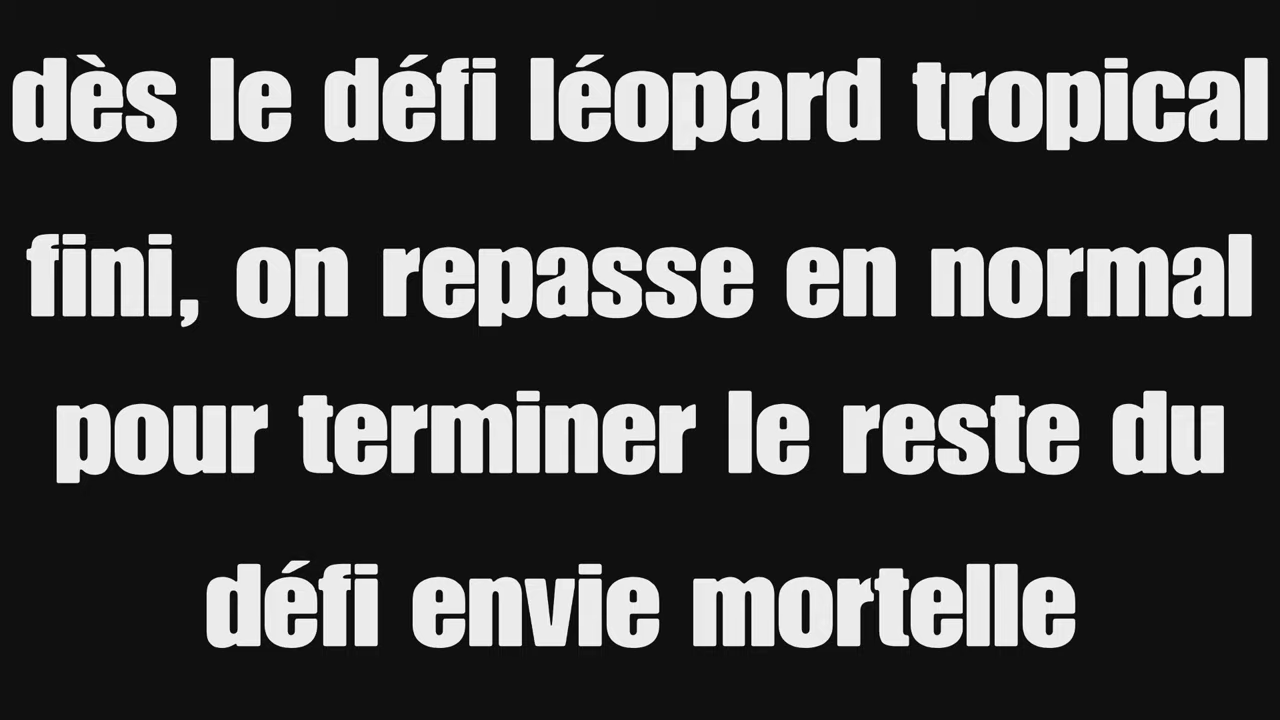 dès le défi léopard tropical
fini, on repasse en normal
pour terminer le reste du
défi envie mortelle